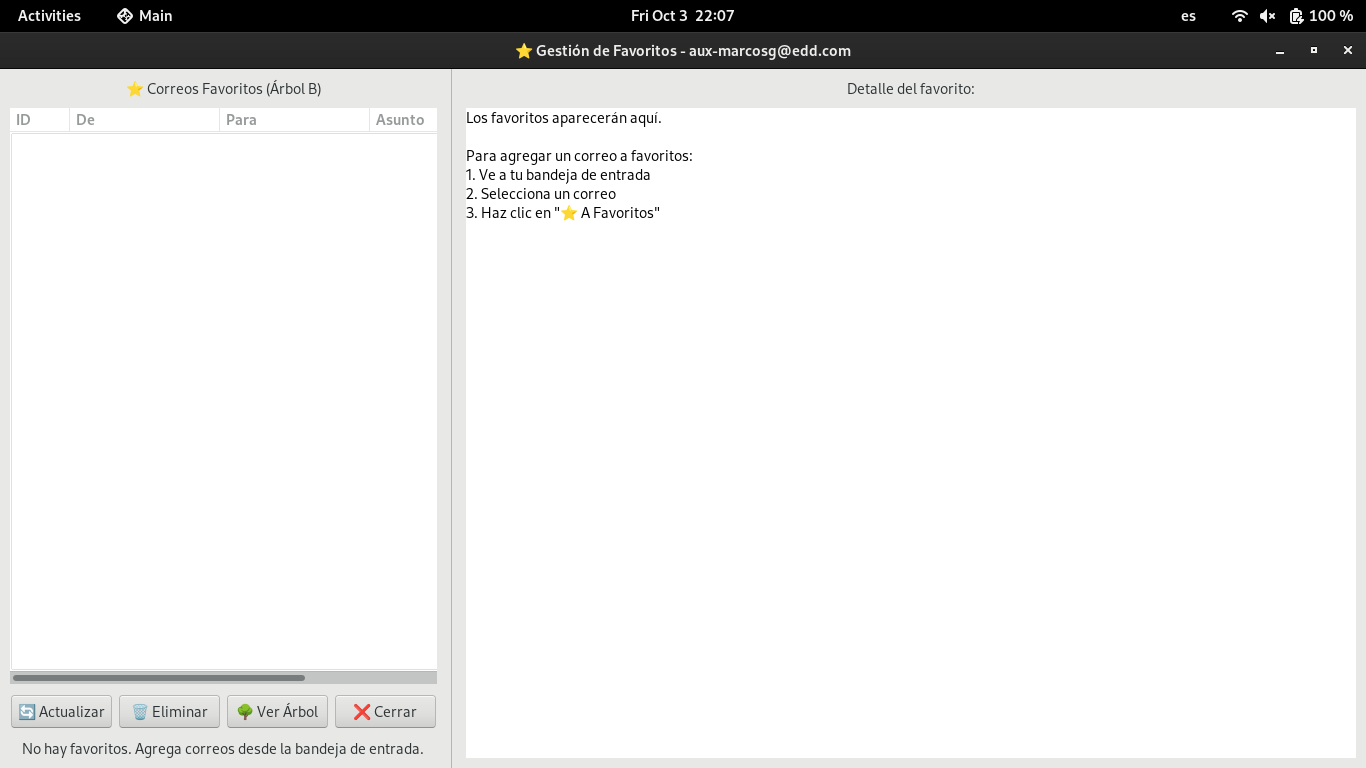 Activities Main Fri Oct 3 22:07 es 100 %
⭐ Gestión de Favoritos - aux-marcosg@edd.com
⭐ Correos Favoritos (Árbol B)
ID De Para Asunto
Actualizar Eliminar Ver Árbol Cerrar
No hay favoritos. Agrega correos desde la bandeja de entrada.
Detalle del favorito:
Los favoritos aparecerán aquí.
Para agregar un correo a favoritos:
1. Ve a tu bandeja de entrada
2. Selecciona un correo
3. Haz clic en "⭐ A Favoritos"